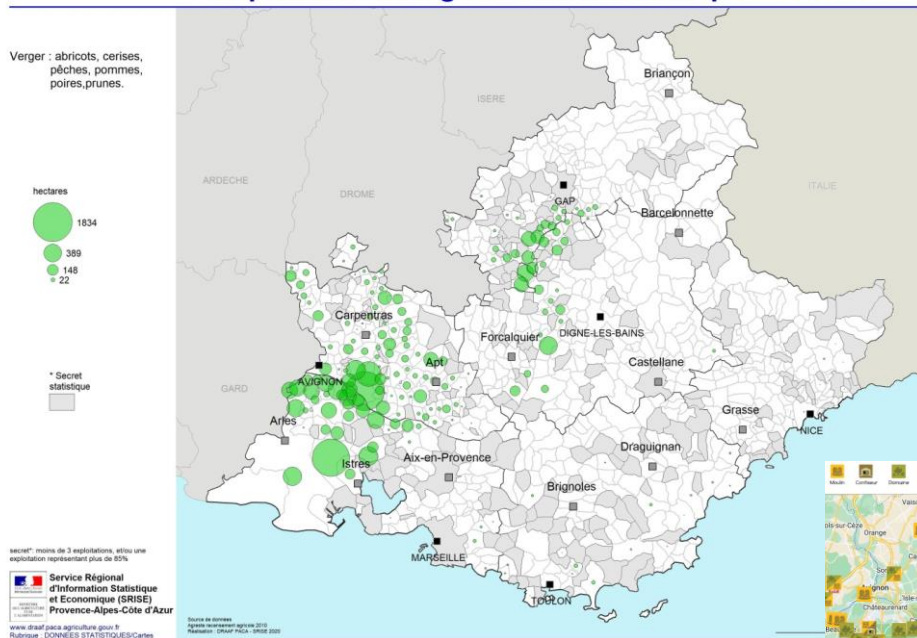 Verger : abricots, cerises,
pêches, pommes,
poires,prunes.
hectares
1834
389
148
22
* Secret
statistique
ISERE
ARDECHE
DROME
GARD
ITALIE
Briançon
GAP
Barcelonnette
Carpentras
Forcalquier
DIGNE-LES-BAINS
AVIGNON
Apt
Castellane
Grasse
NICE
Arles
Istres
Aix-en-Provence
Draguignan
Brignoles
MARSEILLE
TOULON
secret*: moins de 3 exploitations, et/ou une
exploitation représentant plus de 85%
Service Régional
d'Information Statistique
et Economique (SRISE)
Provence-Alpes-Côte d'Azur
www.draaf.paca.agriculture.gouv.fr
Rubrique : DONNEES STATISTIQUES/Cartes
Source de données
Agreste recensement agricole 2010
Réalisation : DRAAF PACA - SRISE 2020
Moulin
Confiseur
Domaine
Orange
Châteaurenard